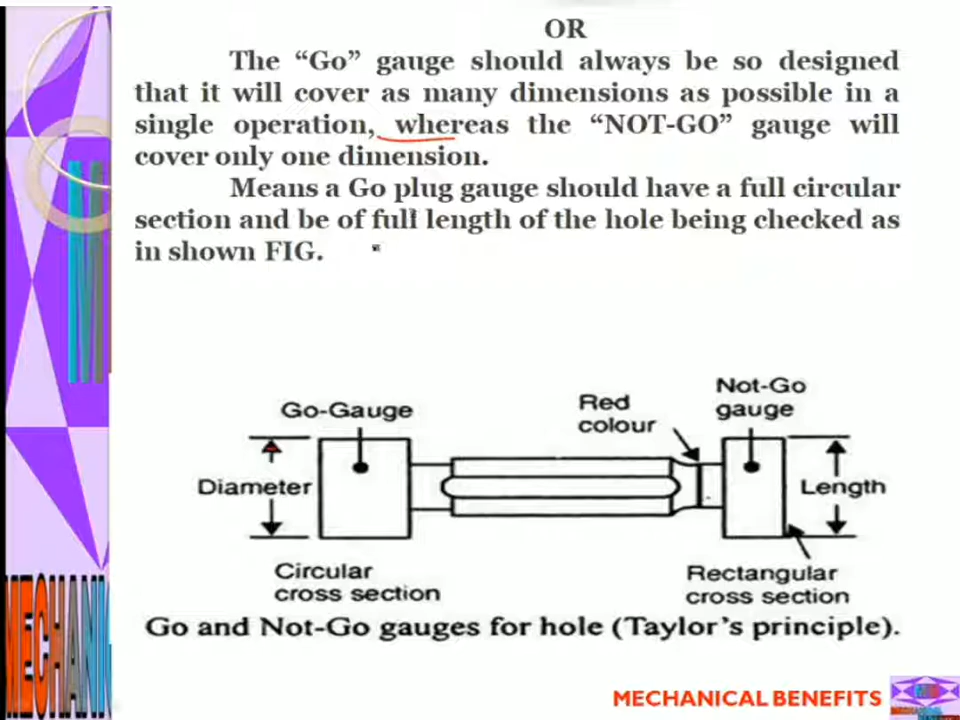 OR
The “Go” gauge should always be so designed
that it will cover as many dimensions as possible in a
single operation, whereas the “NOT-GO” gauge will
cover only one dimension.
Means a Go plug gauge should have a full circular
section and be of full length of the hole being checked as
in shown FIG.
Go-Gauge
Red
colour
Not-Go
gauge
Diameter
Length
Circular
cross section
Rectangular
cross section
Go and Not-Go gauges for hole (Taylor’s principle).
MECHANIC
MECHANICAL BENEFITS